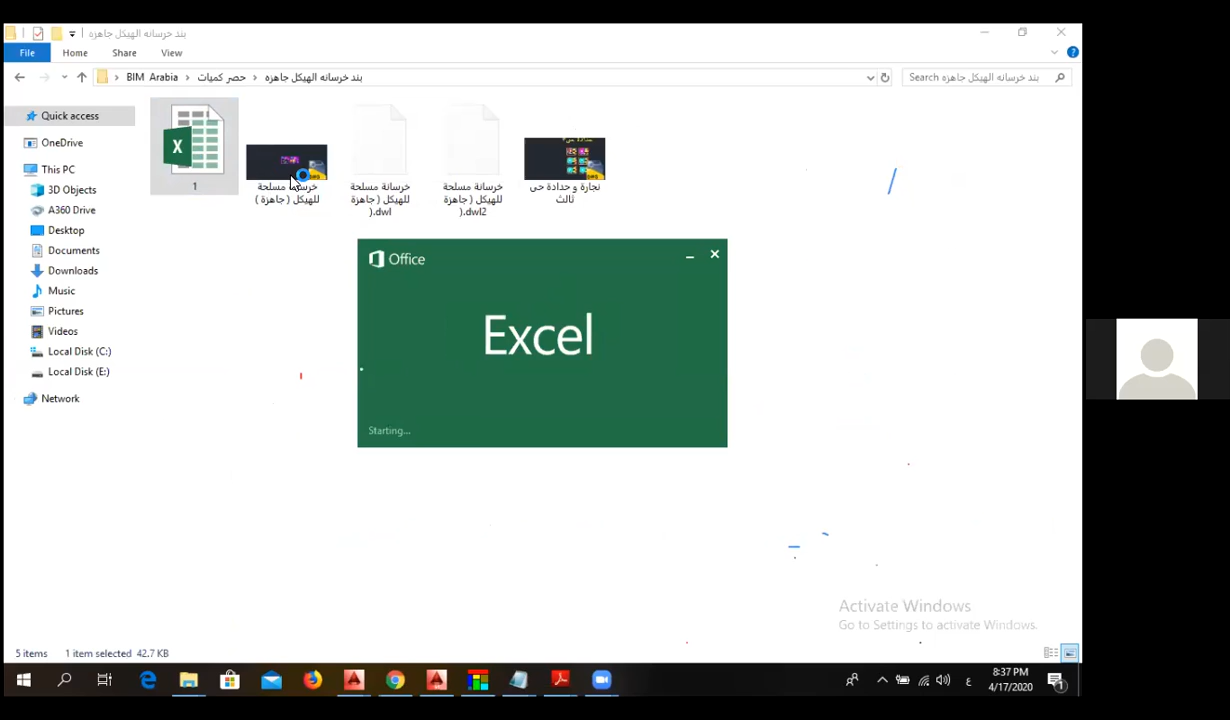 بند خرسانه الهيكل جاهزه
File
Home
Share
View
BIM Arabia
حصر كميات
بند خرسانه الهيكل جاهزه
Search بند خرسانه الهيكل جاهزه
Quick access
OneDrive
This PC
3D Objects
A360 Drive
Desktop
Documents
Downloads
Music
Pictures
Videos
Local Disk (C:)
Local Disk (E:)
Network
1
خرسانة مسلحة
للهيكل ( جاهزة )
خرسانة مسلحة
للهيكل ( جاهزة
).dwl
خرسانة مسلحة
للهيكل ( جاهزة
).dwl2
نجارة و حدادة حى
ثالث
Office
Excel
Starting...
Activate Windows
Go to Settings to activate Windows.
5 items
1 item selected 42.7 KB
ع
8:37 PM
4/17/2020
1